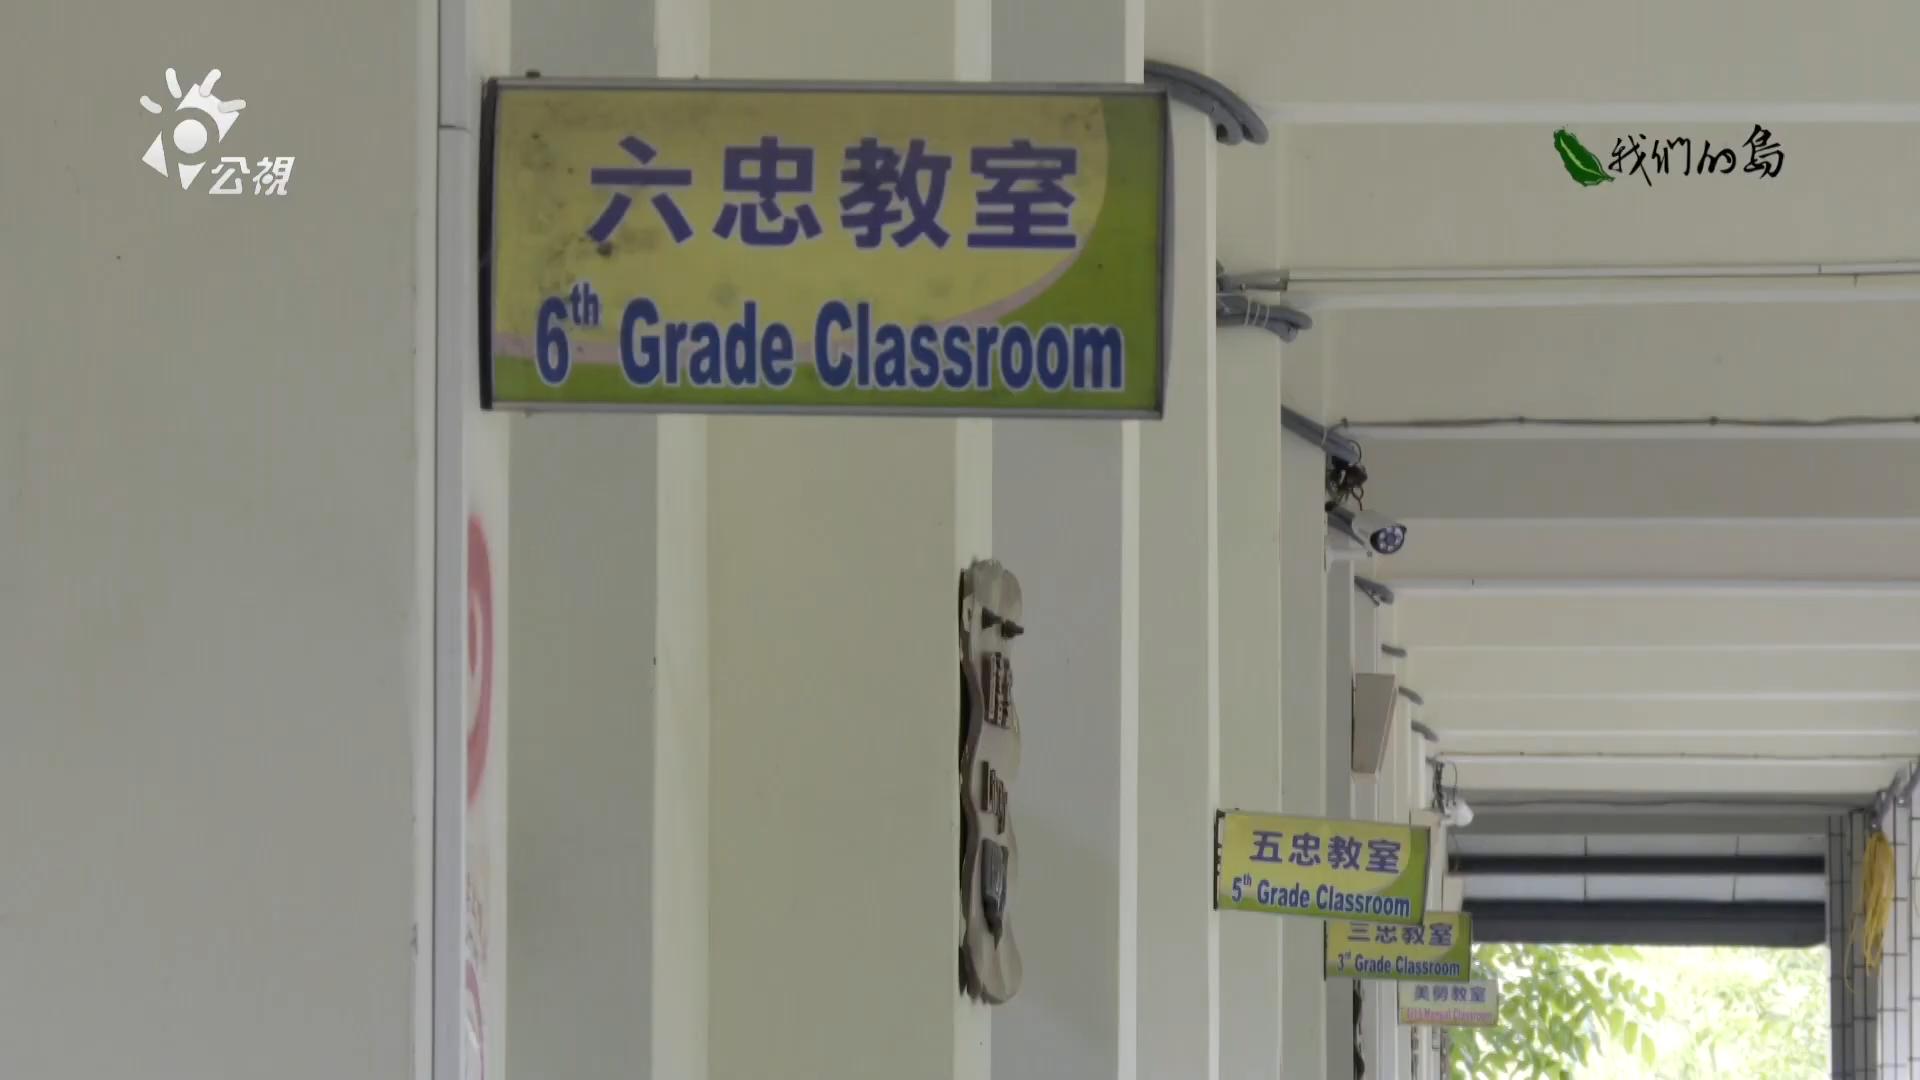 公視
我們的島
六忠教室
6th Grade Classroom
五忠教室
5th Grade Classroom
三忠教室
3rd Grade Classroom
美勞教室